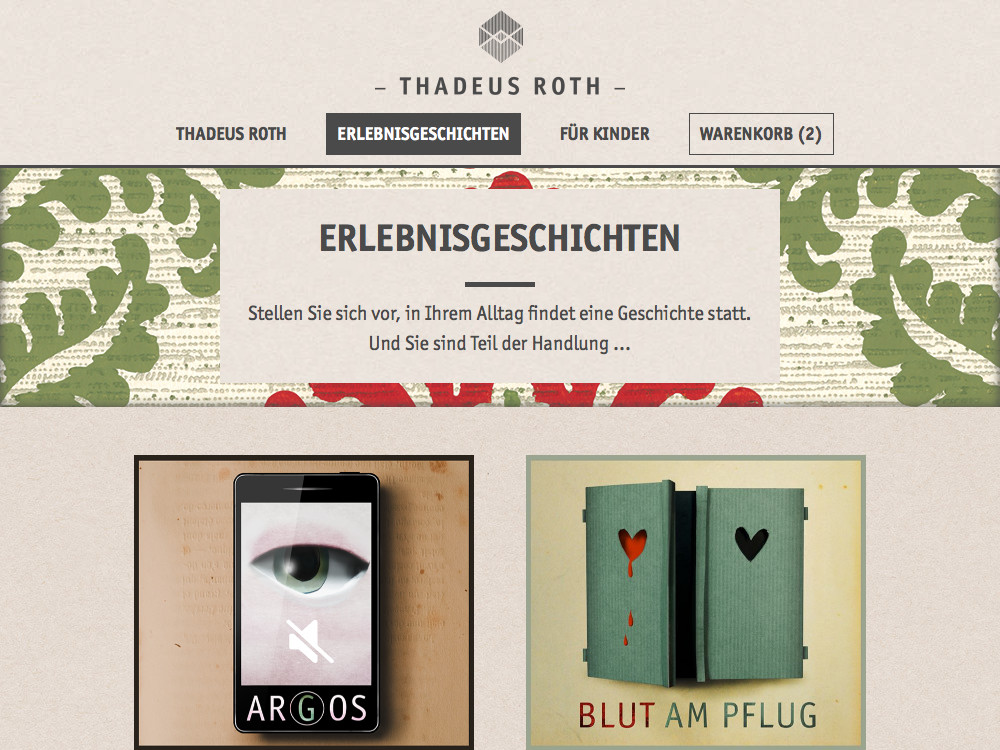 – THADEUS ROTH –
THADEUS ROTH
ERLEBNISGESCHICHTEN
FÜR KINDER
WARENKORB (2)
ERLEBNISGESCHICHTEN
Stellen Sie sich vor, in Ihrem Alltag findet eine Geschichte statt.
Und Sie sind Teil der Handlung ...
ARGOS
BLUT AM PFLUG